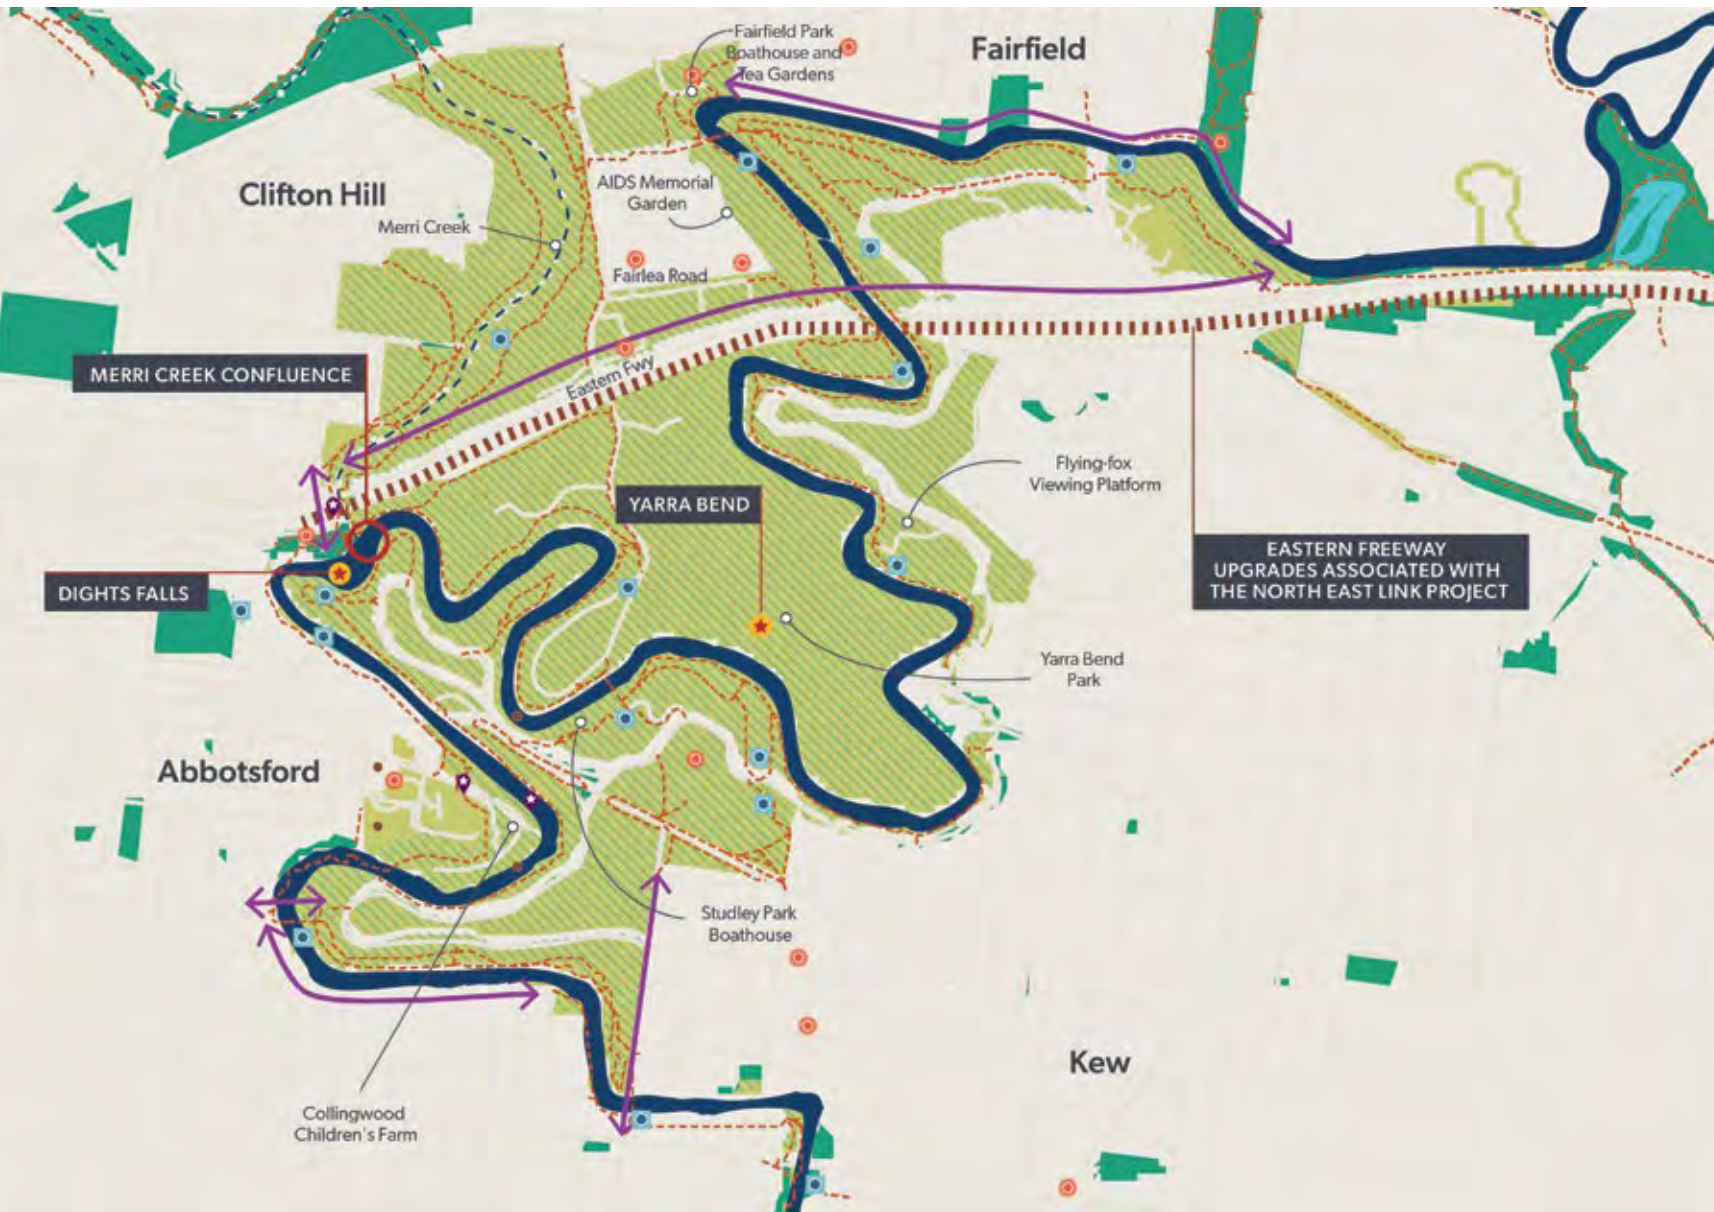 Fairfield Park
Boathouse and
Tea Gardens
Fairfield
Clifton Hill
AIDS Memorial
Garden
Merri Creek
Fairlea Road
MERRI CREEK CONFLUENCE
Eastern Fwy
Flying-fox
Viewing Platform
YARRA BEND
EASTERN FREEWAY
UPGRADES ASSOCIATED WITH
THE NORTH EAST LINK PROJECT
DIGHTS FALLS
Yarra Bend
Park
Abbotsford
Studley Park
Boathouse
Kew
Collingwood
Children's Farm